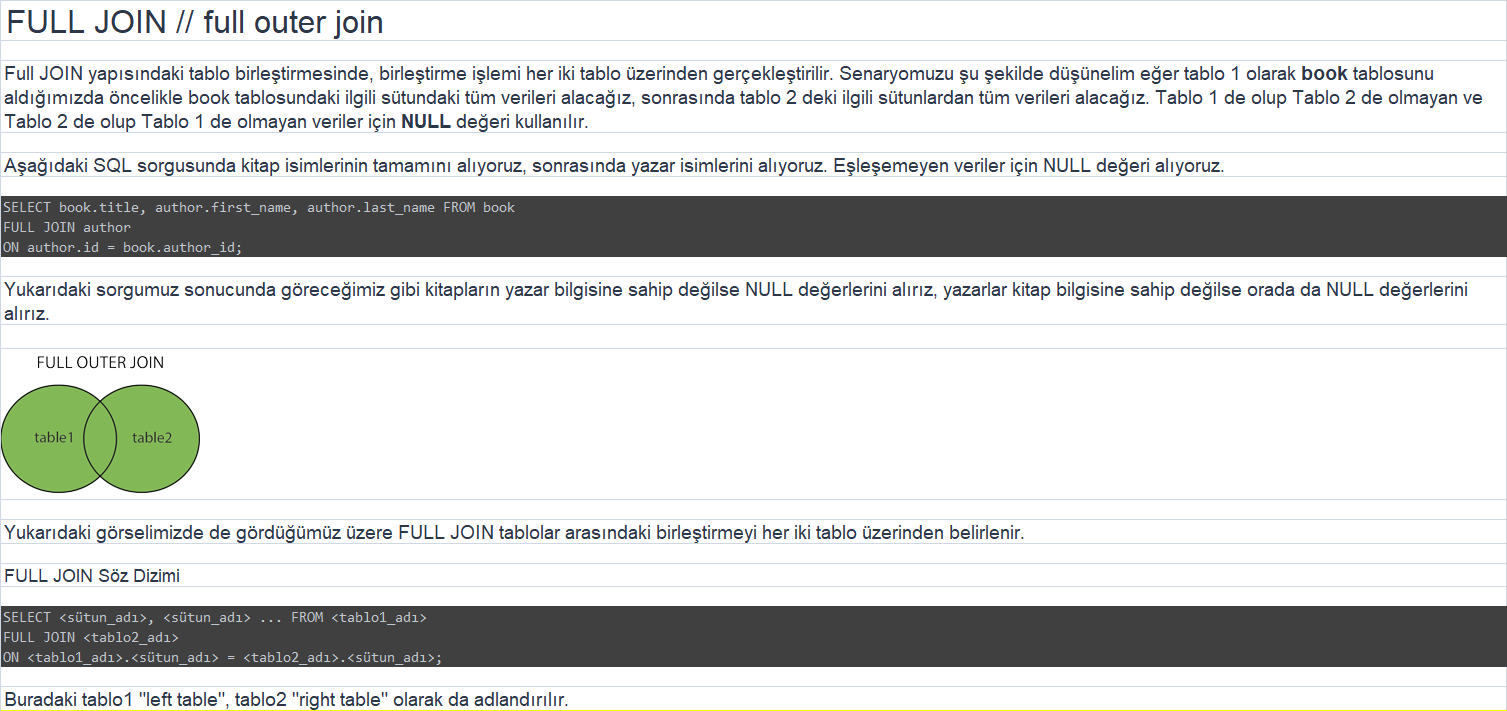 FULL JOIN // full outer join
Full JOIN yapısındaki tablo birleştirmesinde, birleştirme işlemi her iki tablo üzerinden gerçekleştirilir. Senaryomuzu şu şekilde düşünelim eğer tablo 1 olarak book tablosunu
aldığımızda öncelikle book tablosundaki ilgili sütundaki tüm verileri alacağız, sonrasında tablo 2 deki ilgili sütunlardan tüm verileri alacağız. Tablo 1 de olup Tablo 2 de olmayan ve
Tablo 2 de olup Tablo 1 de olmayan veriler için NULL değeri kullanılır.
Aşağıdaki SQL sorgusunda kitap isimlerinin tamamını alıyoruz, sonrasında yazar isimlerini alıyoruz. Eşleşemeyen veriler için NULL değeri alıyoruz.
SELECT book.title, author.first_name, author.last_name FROM book
FULL JOIN author
ON author.id = book.author_id;
Yukarıdaki sorgumuz sonucunda göreceğimiz gibi kitapların yazar bilgisine sahip değilse NULL değerlerini alırız, yazarlar kitap bilgisine sahip değilse orada da NULL değerlerini
alırız.
FULL OUTER JOIN
table1 table2
Yukarıdaki görselimizde de gördüğümüz üzere FULL JOIN tablolar arasındaki birleştirmeyi her iki tablo üzerinden belirlenir.
FULL JOIN Söz Dizimi
SELECT <sütun_adı>, <sütun_adı> ... FROM <tablo1_adı>
FULL JOIN <tablo2_adı>
ON <tablo1_adı>.<sütun_adı> = <tablo2_adı>.<sütun_adı>;
Buradaki tablo1 "left table", tablo2 "right table" olarak da adlandırılır.